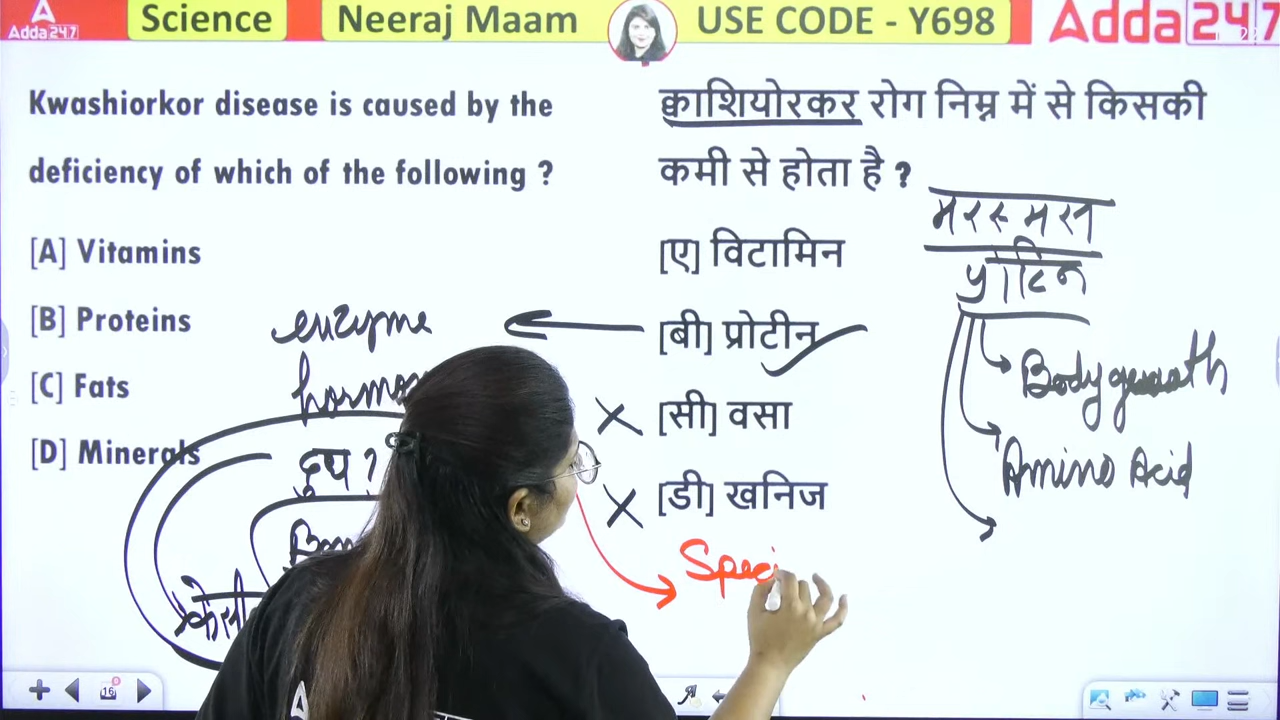 Adda247
Science
Neeraj Maam
USE CODE - Y698
Adda247
Kwashiorkor disease is caused by the
deficiency of which of the following ?
[A] Vitamins
[B] Proteins
[C] Fats
[D] Minerals
क्वाशियोरकर रोग निम्न में से किसकी
कमी से होता है ?
[ए] विटामिन
[बी] प्रोटीन
[सी] वसा
[डी] खनिज
enzyme
दुध ?
मरस्मस
Body
Amino Acid
16